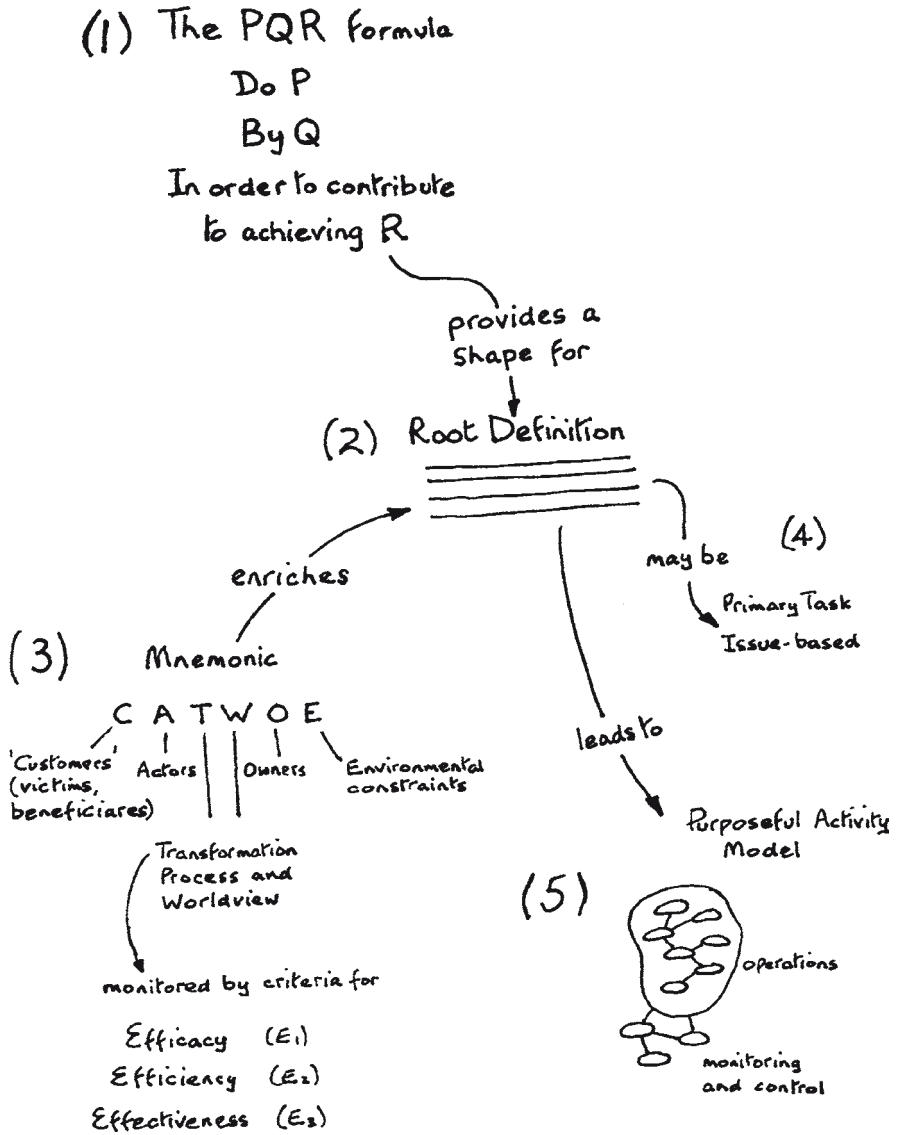 (1) The PQR formula
Do P
By Q
In order to contribute
to achieving R
provides a
shape for
(2) Root Definition
(4)
may be
Primary Task
Issue-based
enriches
(3) Mnemonic
C A T W O E
'Customers'
(victims,
beneficiares)
Actors
Owners
Environmental
constraints
Transformation
Process and
Worldview
monitored by criteria for
Efficacy (E1)
Efficiency (E2)
Effectiveness (E3)
leads to
Purposeful Activity
Model
(5)
operations
monitoring
and control